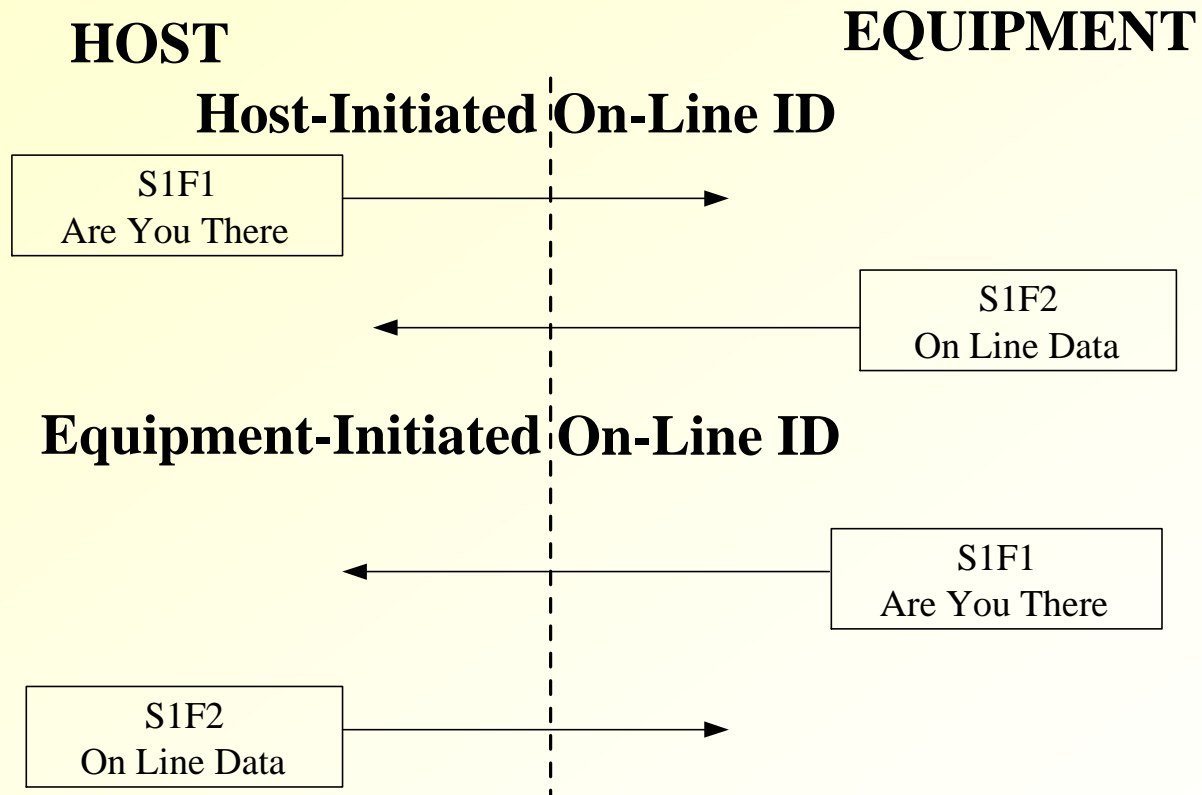 HOST
EQUIPMENT
Host-Initiated On-Line ID
S1F1
Are You There
S1F2
On Line Data
Equipment-Initiated On-Line ID
S1F1
Are You There
S1F2
On Line Data